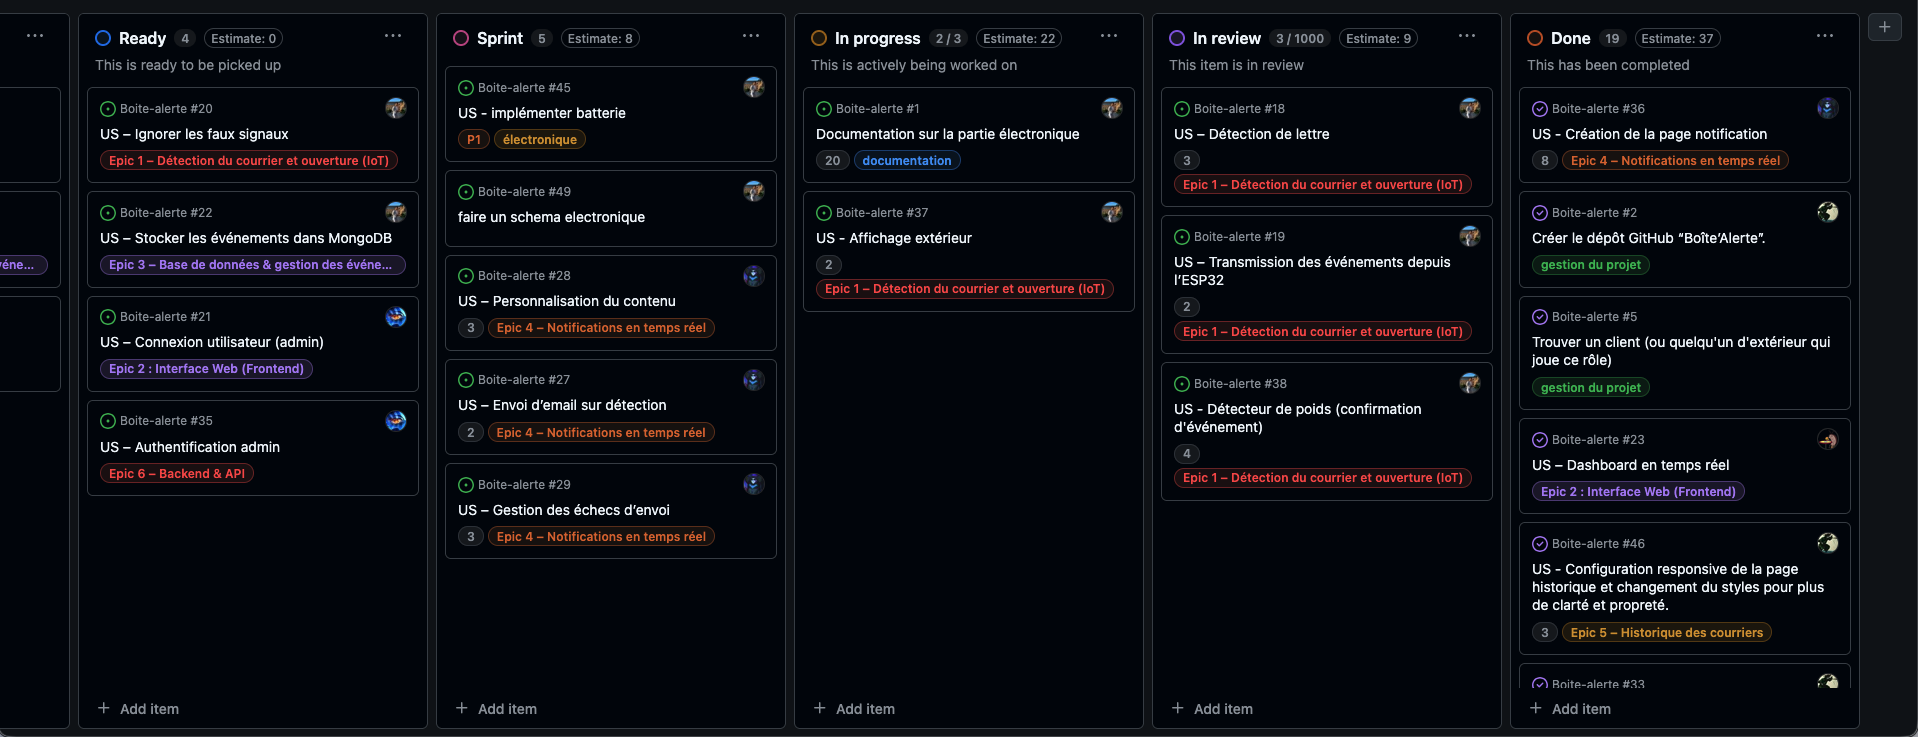 véne...
Ready 4 Estimate: 0
This is ready to be picked up
Boite-alerte #20
US – Ignorer les faux signaux
Epic 1 – Détection du courrier et ouverture (IoT)
Boite-alerte #22
US – Stocker les événements dans MongoDB
Epic 3 – Base de données & gestion des événe...
Boite-alerte #21
US – Connexion utilisateur (admin)
Epic 2 : Interface Web (Frontend)
Boite-alerte #35
US – Authentification admin
Epic 6 – Backend & API
+ Add item
Sprint 5 Estimate: 8
Boite-alerte #45
US - implémenter batterie
P1 électronique
Boite-alerte #49
faire un schema electronique
Boite-alerte #28
US – Personnalisation du contenu
3 Epic 4 – Notifications en temps réel
Boite-alerte #27
US – Envoi d’email sur détection
2 Epic 4 – Notifications en temps réel
Boite-alerte #29
US – Gestion des échecs d’envoi
3 Epic 4 – Notifications en temps réel
+ Add item
In progress 2 / 3 Estimate: 22
This is actively being worked on
Boite-alerte #1
Documentation sur la partie électronique
20 documentation
Boite-alerte #37
US - Affichage extérieur
2
Epic 1 – Détection du courrier et ouverture (IoT)
+ Add item
In review 3 / 1000 Estimate: 9
This item is in review
Boite-alerte #18
US – Détection de lettre
3
Epic 1 – Détection du courrier et ouverture (IoT)
Boite-alerte #19
US – Transmission des événements depuis
l’ESP32
2
Epic 1 – Détection du courrier et ouverture (IoT)
Boite-alerte #38
US - Détecteur de poids (confirmation
d'événement)
4
Epic 1 – Détection du courrier et ouverture (IoT)
+ Add item
Done 19 Estimate: 37
This has been completed
Boite-alerte #36
US - Création de la page notification
8 Epic 4 – Notifications en temps réel
Boite-alerte #2
Créer le dépôt GitHub “Boîte’Alerte”.
gestion du projet
Boite-alerte #5
Trouver un client (ou quelqu'un d'extérieur qui
joue ce rôle)
gestion du projet
Boite-alerte #23
US – Dashboard en temps réel
Epic 2 : Interface Web (Frontend)
Boite-alerte #46
US - Configuration responsive de la page
historique et changement du styles pour plus
de clarté et propreté.
3 Epic 5 – Historique des courriers
Boite-alerte #33
+ Add item